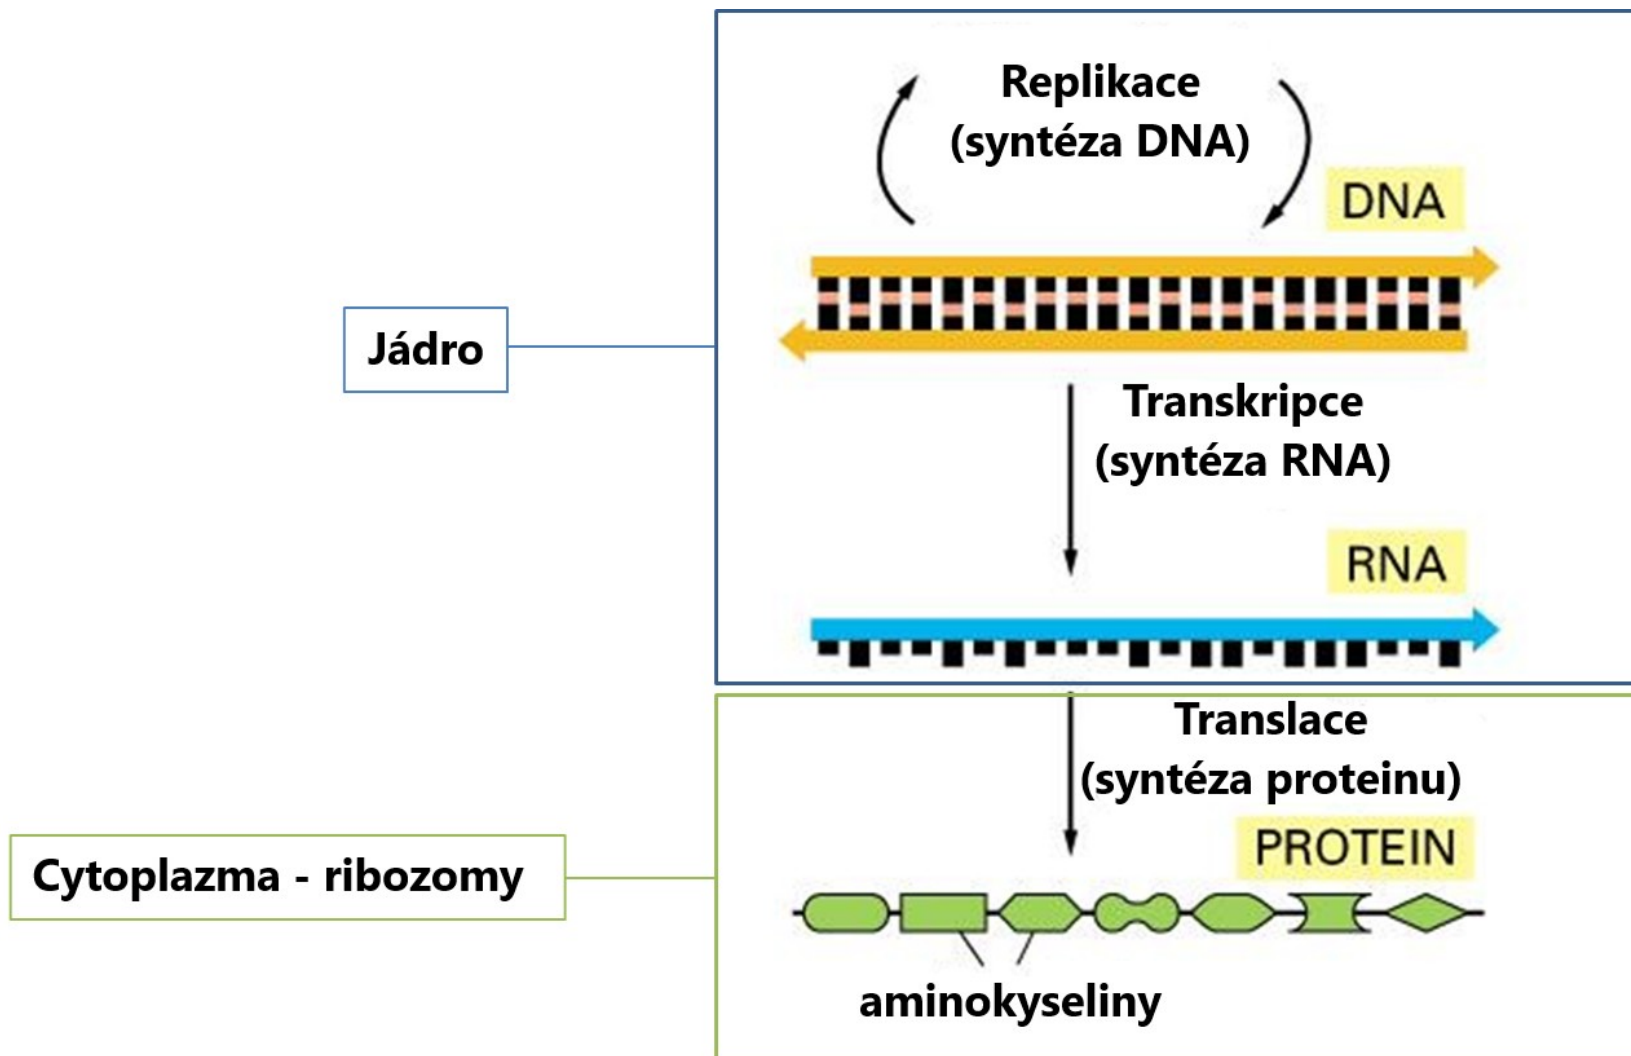 Replikace
(syntéza DNA)
DNA
Jádro
Transkripce
(syntéza RNA)
RNA
Translace
(syntéza proteinu)
PROTEIN
Cytoplazma - ribozomy
aminokyseliny